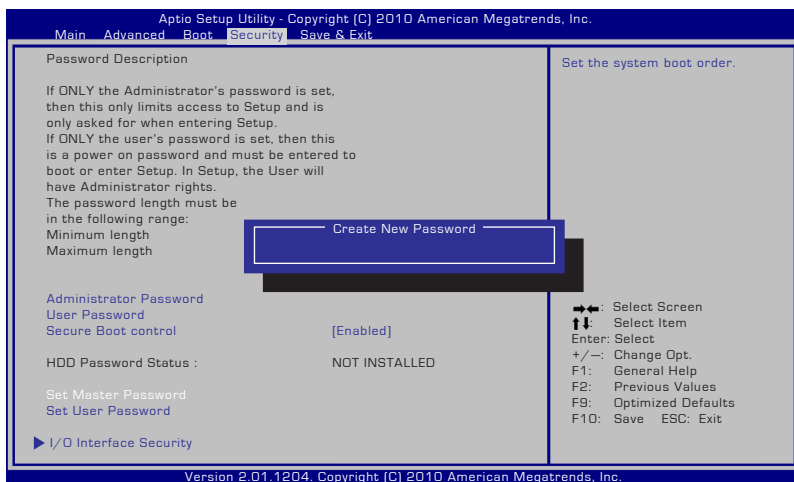 Aptio Setup Utility - Copyright (C) 2010 American Megatrends, Inc.
Main Advanced Boot Security Save & Exit
Password Description
If ONLY the Administrator's password is set,
then this only limits access to Setup and is
only asked for when entering Setup.
If ONLY the user's password is set, then this
is a power on password and must be entered to
boot or enter Setup. In Setup, the User will
have Administrator rights.
The password length must be
in the following range:
Minimum length
Maximum length
Create New Password
Administrator Password
User Password
Secure Boot control [Enabled]
HDD Password Status : NOT INSTALLED
Set Master Password
Set User Password
I/O Interface Security
Set the system boot order.
→←: Select Screen
↑↓: Select Item
Enter: Select
+/—: Change Opt.
F1: General Help
F2: Previous Values
F9: Optimized Defaults
F10: Save ESC: Exit
Version 2.01.1204. Copyright (C) 2010 American Megatrends, Inc.